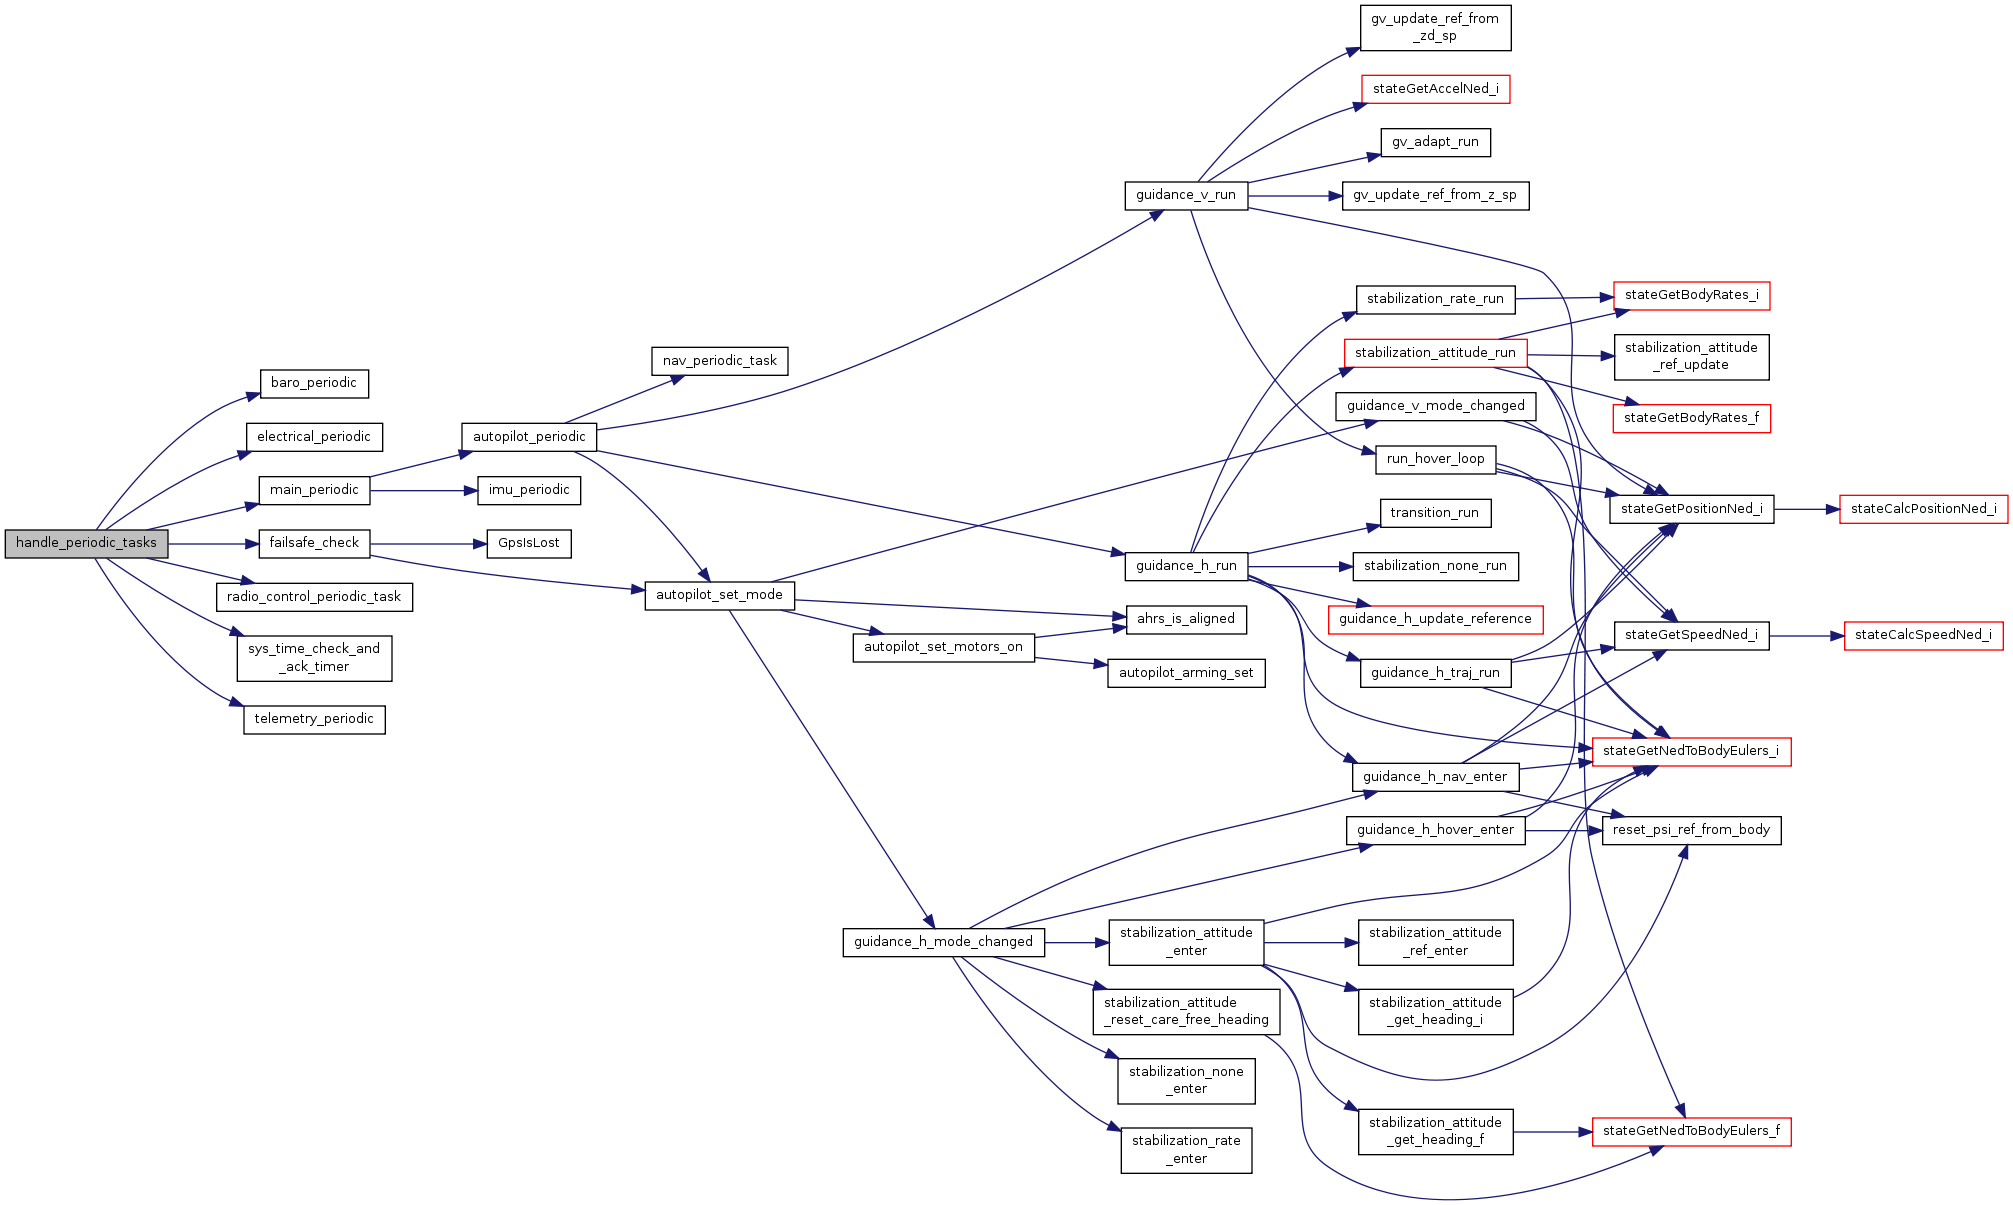 handle_periodic_tasks
baro_periodic
electrical_periodic
main_periodic
failsafe_check
radio_control_periodic_task
sys_time_check_and
_ack_timer
telemetry_periodic
autopilot_periodic
imu_periodic
GpsIsLost
nav_periodic_task
autopilot_set_mode
autopilot_set_motors_on
guidance_h_mode_changed
guidance_v_run
guidance_h_run
ahrs_is_aligned
autopilot_arming_set
stabilization_attitude
_enter
stabilization_attitude
_reset_care_free_heading
stabilization_none
_enter
stabilization_rate
_enter
gv_update_ref_from
_zd_sp
stateGetAccelNed_i
gv_adapt_run
gv_update_ref_from_z_sp
stabilization_rate_run
stabilization_attitude_run
guidance_v_mode_changed
run_hover_loop
transition_run
stabilization_none_run
guidance_h_update_reference
guidance_h_traj_run
guidance_h_nav_enter
guidance_h_hover_enter
stabilization_attitude
_ref_enter
stabilization_attitude
_get_heading_i
stabilization_attitude
_get_heading_f
stateGetBodyRates_i
stabilization_attitude
_ref_update
stateGetBodyRates_f
stateGetPositionNed_i
stateGetSpeedNed_i
stateGetNedToBodyEulers_i
reset_psi_ref_from_body
stateGetNedToBodyEulers_f
stateCalcPositionNed_i
stateCalcSpeedNed_i